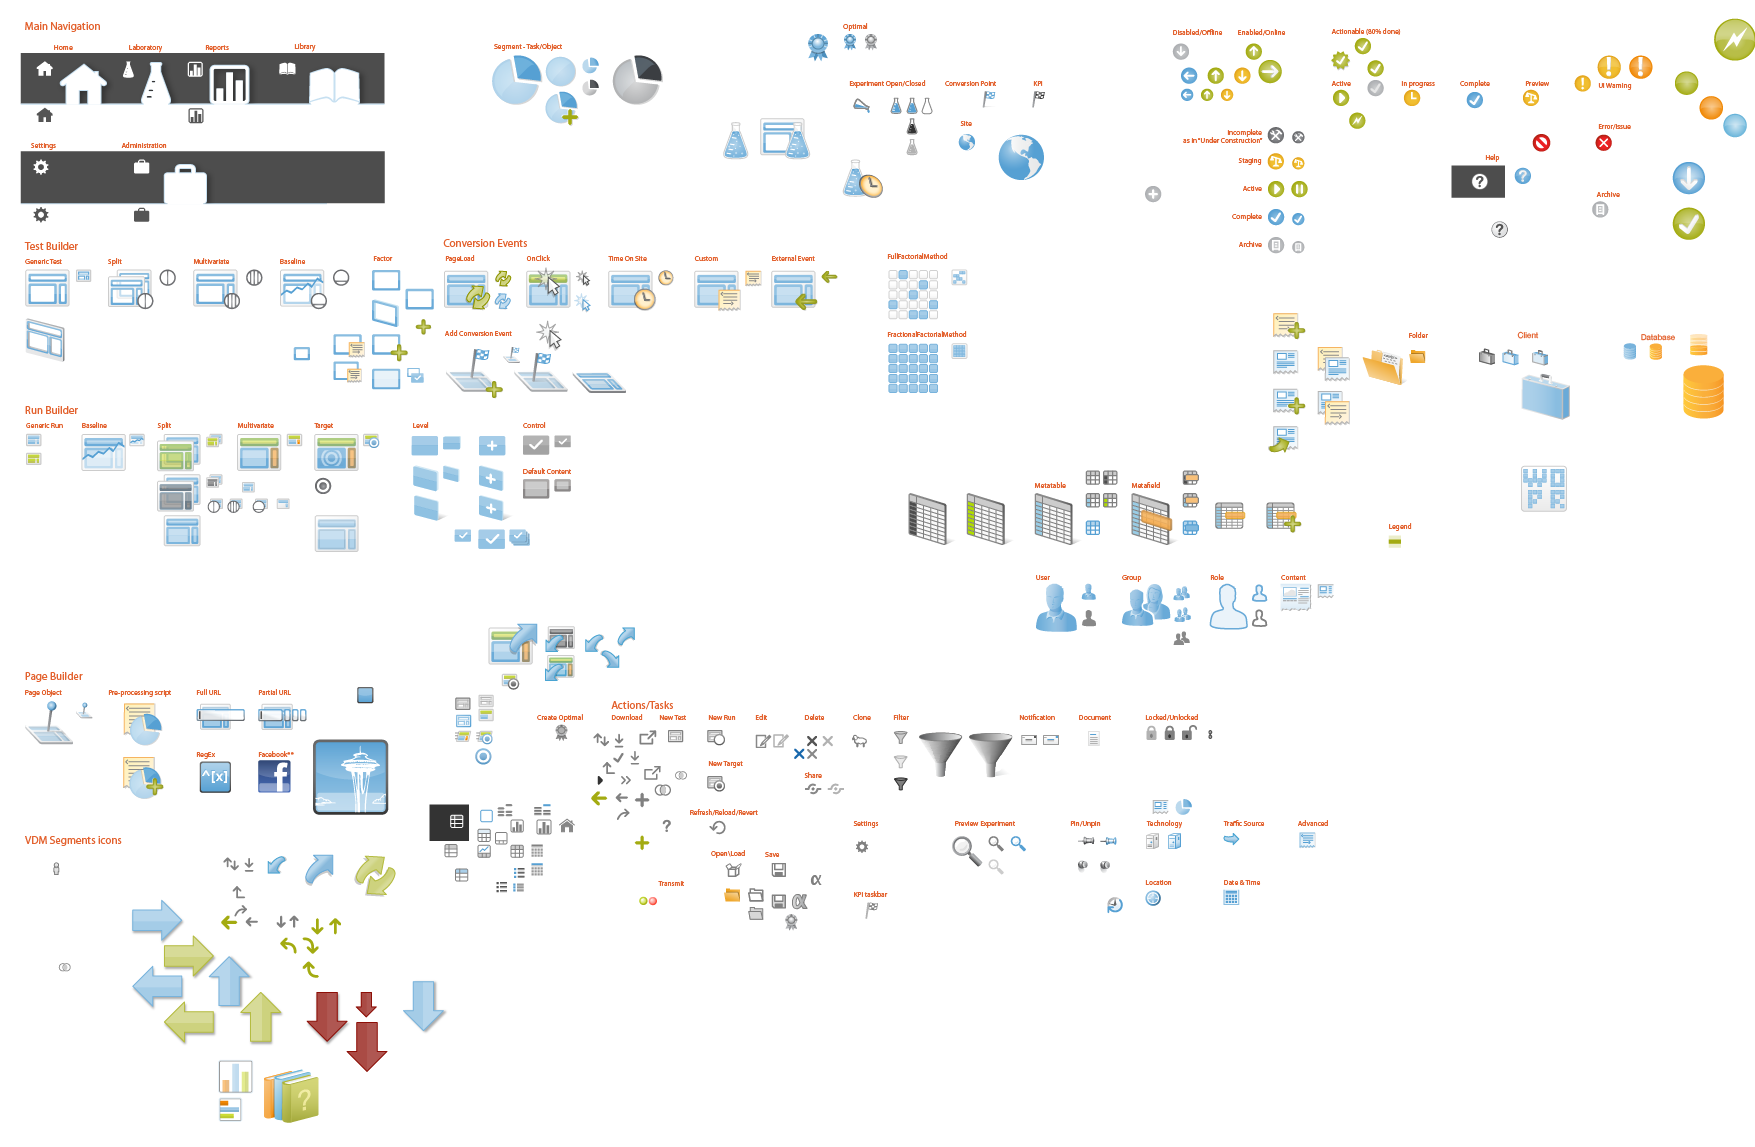 Main Navigation
Home
Laboratory
Reports
Library
Settings
Administration
Segment - Task/Object
Optimal
Experiment Open/Closed
Conversion Point
KPI
Site
Disabled/Offline
Enabled/Online
Actionable (80% done)
Active
In progress
Complete
Preview
UI Warning
Incomplete
as in "Under Construction"
Staging
Active
Complete
Archive
Error/Issue
Help
?
?
?
Archive
Test Builder
Generic Test
Split
Multivariate
Baseline
Factor
Conversion Events
PageLoad
OnClick
Time On Site
Custom
External Event
Add Conversion Event
FullFactorialMethod
FractionalFactorialMethod
Folder
Client
Database
Run Builder
Generic Run
Baseline
Split
Multivariate
Target
Level
Control
Default Content
Metatable
Metafield
WO
PR
Legend
User
Group
Role
Content
Page Builder
Page Object
Pre-processing script
Full URL
Partial URL
RegEx
^[x]
Facebook**
f
Actions/Tasks
Create Optimal
Download
New Test
New Run
Edit
Delete
Clone
Filter
Notification
Document
Locked/Unlocked
New Target
Share
Refresh/Reload/Revert
?
Settings
Preview Experiment
Pin/Unpin
Technology
Traffic Source
Advanced
Open\Load
Save
α
α
Transmit
KPI taskbar
Location
Date & Time
VDM Segments icons
?